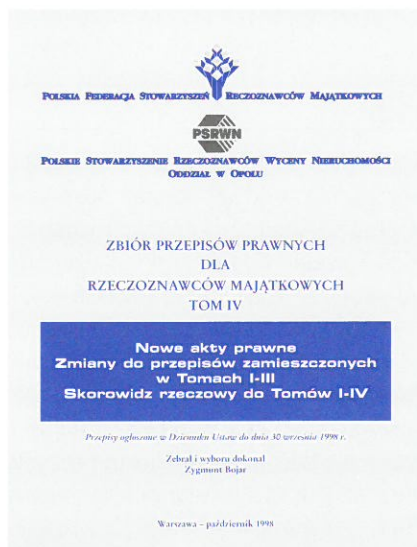 POLSKA FEDERACJA STOWARZYSZEŃ RZECZOZNAWCÓW MAJĄTKOWYCH
PSRWN
POLSKIE STOWARZYSZENIE RZECZOZNAWCÓW WYCENY NIERUCHOMOŚCI
ODDZIAŁ W OPOLU
ZBIÓR PRZEPISÓW PRAWNYCH
DLA
RZECZOZNAWCÓW MAJĄTKOWYCH
TOM IV
Nowe akty prawne
Zmiany do przepisów zamieszczonych
w Tomach I-III
Skorowidz rzeczowy do Tomów I-IV
Przepisy ogłoszone w Dzienniku Ustaw do dnia 30 września 1998 r.
Zebrał i wyboru dokonał
Zygmunt Bojar
Warszawa – październik 1998